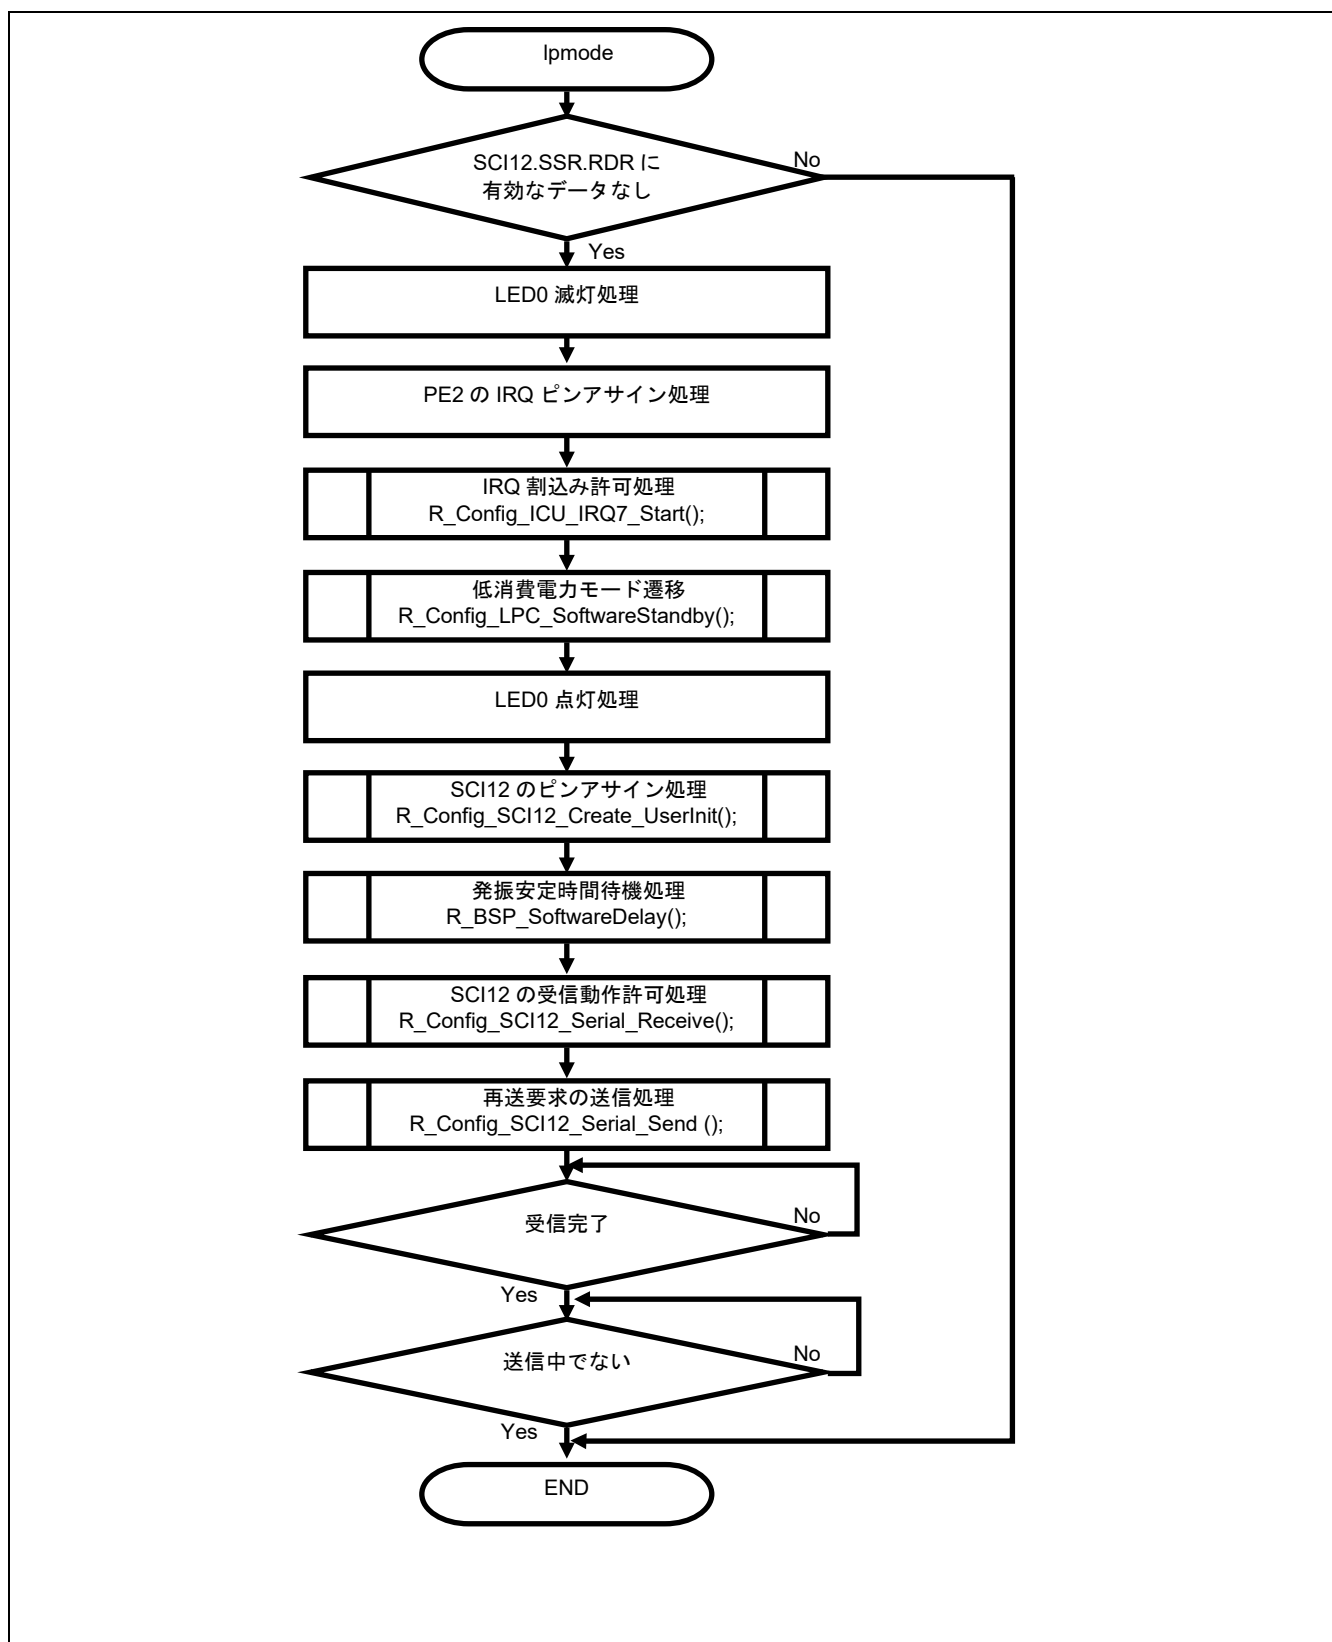 lpmode
SCI12.SSR.RDR に
有効なデータなし
No
Yes
LED0 滅灯処理
PE2 の IRQ ピンアサイン処理
IRQ 割込み許可処理
R_Config_ICU_IRQ7_Start();
低消費電力モード遷移
R_Config_LPC_SoftwareStandby();
LED0 点灯処理
SCI12 のピンアサイン処理
R_Config_SCI12_Create_UserInit();
発振安定時間待機処理
R_BSP_SoftwareDelay();
SCI12 の受信動作許可処理
R_Config_SCI12_Serial_Receive();
再送要求の送信処理
R_Config_SCI12_Serial_Send ();
受信完了
No
Yes
送信中でない
No
Yes
END